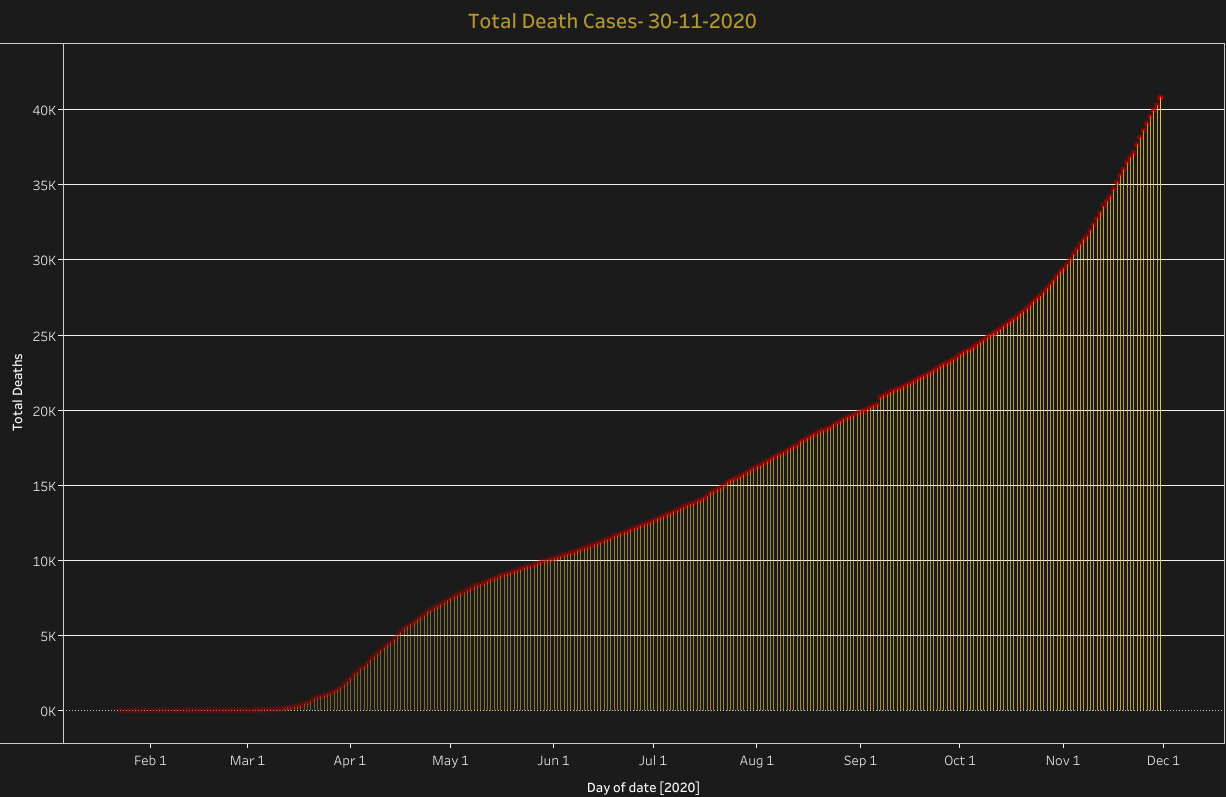 Total Death Cases- 30-11-2020
40K
35K
30K
25K
20K
15K
10K
5K
0K
Total Deaths
Feb 1 Mar 1 Apr 1 May 1 Jun 1 Jul 1 Aug 1 Sep 1 Oct 1 Nov 1 Dec 1
Day of date [2020]